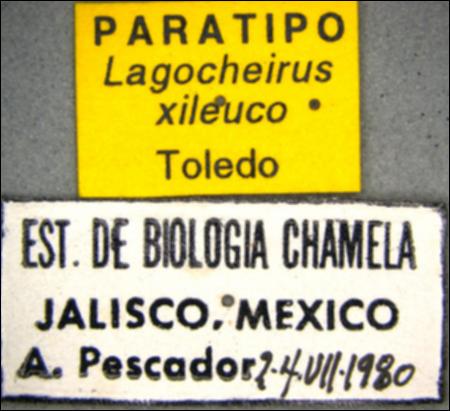 PARATIPO
Lagocheirus
xileuco
Toledo
EST. DE BIOLOGIA CHAMELA
JALISCO, MEXICO
A. Pescador 2-4.VII.1980